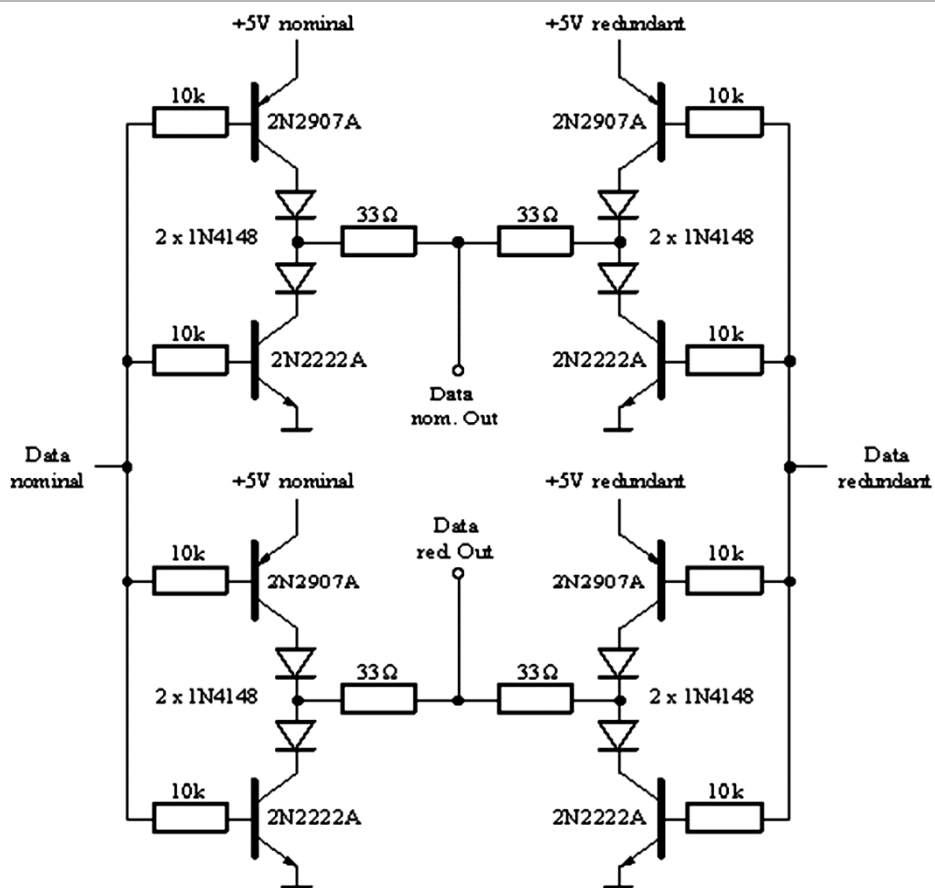 +5V nominal
+5V redundant
10k
2N2907A
2N2907A
10k
33Ω
33Ω
2 x 1N4148
2 x 1N4148
10k
2N2222A
2N2222A
10k
Data
nom. Out
Data
nominal
Data
redundant
+5V nominal
+5V redundant
Data
red. Out
10k
2N2907A
2N2907A
10k
33Ω
33Ω
2 x 1N4148
2 x 1N4148
10k
2N2222A
2N2222A
10k